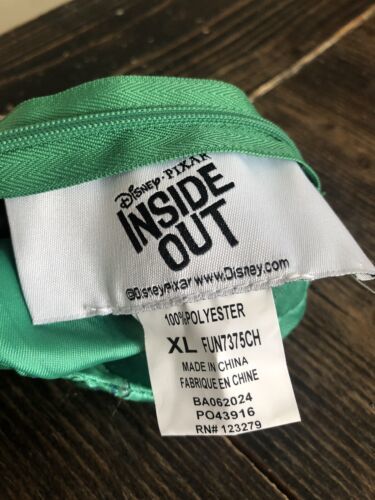 DISNEY·PIXAR
INSIDE
OUT
©Disney/Pixar www.Disney.com
100%POLYESTER
XL FUN7375CH
MADE IN CHINA
FABRIQUE EN CHINE
BA062024
PO43916
RN# 123279